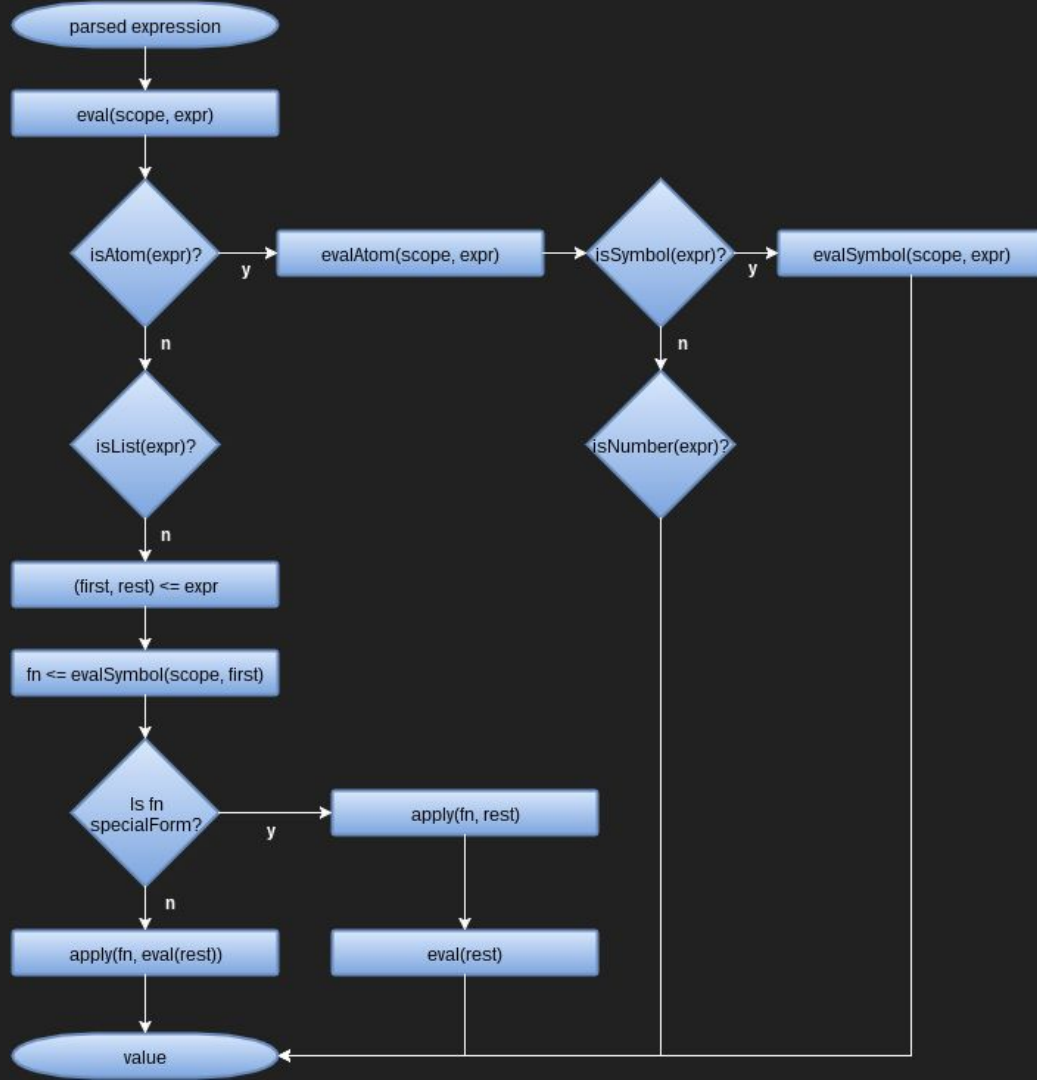 parsed expression
eval(scope, expr)
isAtom(expr)?
y
evalAtom(scope, expr)
isSymbol(expr)?
y
evalSymbol(scope, expr)
n
n
isList(expr)?
isNumber(expr)?
n
(first, rest) <= expr
fn <= evalSymbol(scope, first)
Is fn
specialForm?
y
apply(fn, rest)
n
apply(fn, eval(rest))
eval(rest)
value